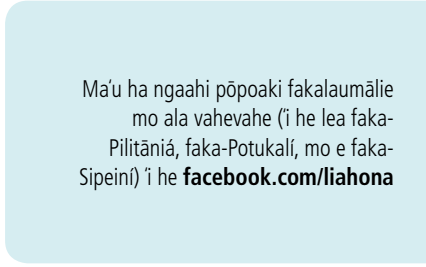 Maʻu ha ngaahi pōpoaki fakalaumālie
mo ala vahevahe (ʻi he lea faka-
Pilitāniá, faka-Potukalí, mo e faka-
Sipeiní) ʻi he facebook.com/liahona